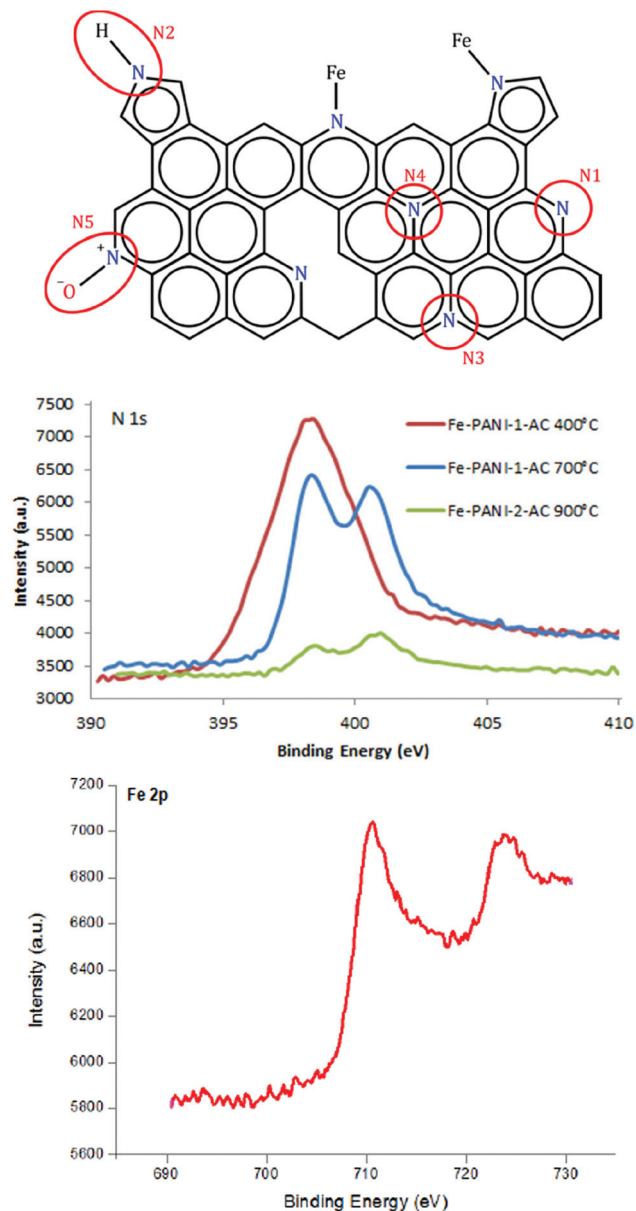 H
N2
Fe
Fe
N
N
N
N4
N
N1
N
N5
N
+
⁻O
N
N
N3
N 1s
Fe-PANI-1-AC 400°C
Fe-PANI-1-AC 700°C
Fe-PANI-2-AC 900°C
7500
7000
6500
6000
5500
5000
4500
4000
3500
3000
Intensity (a.u.)
390
395
400
405
410
Binding Energy (eV)
Fe 2p
7200
7000
6800
6600
6400
6200
6000
5800
5600
Intensity (a.u.)
690
700
710
720
730
Binding Energy (eV)